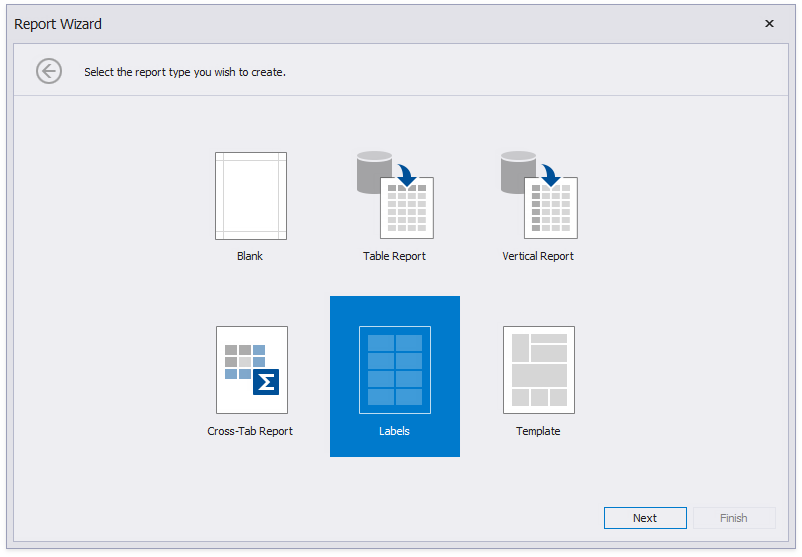 Report Wizard
Select the report type you wish to create.
Blank
Table Report
Vertical Report
Cross-Tab Report
Labels
Template
Next
Finish